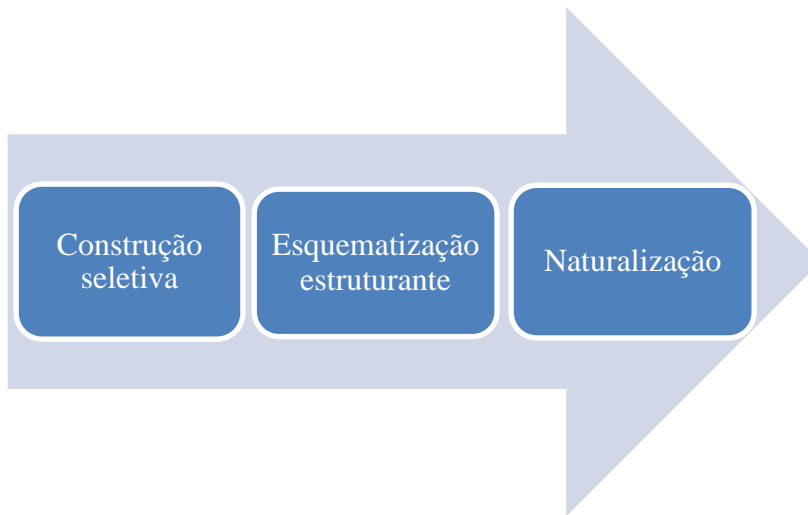 Construção
seletiva
Esquematização
estruturante
Naturalização